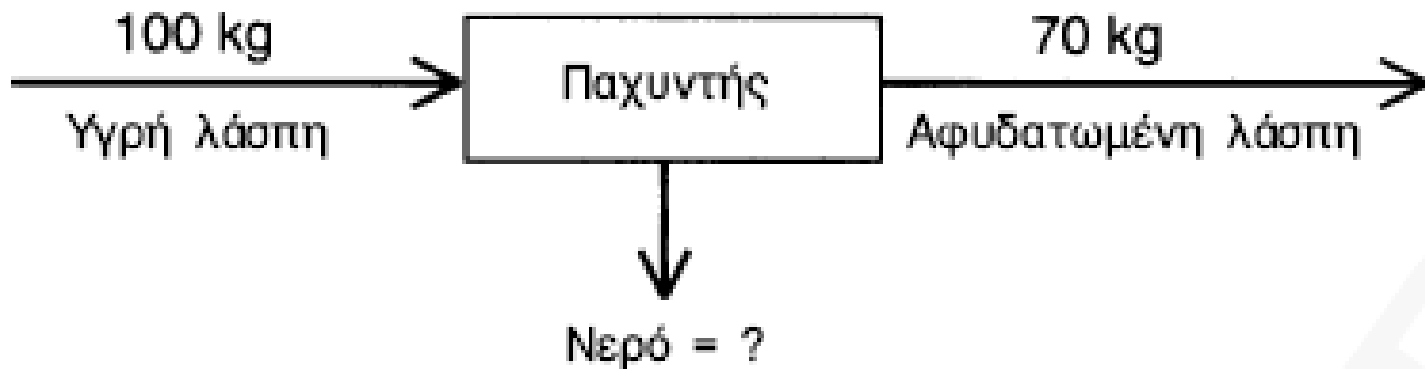 100 kg
Υγρή λάσπη
Παχυντής
70 kg
Αφυδατωμένη λάσπη
Νερό = ?